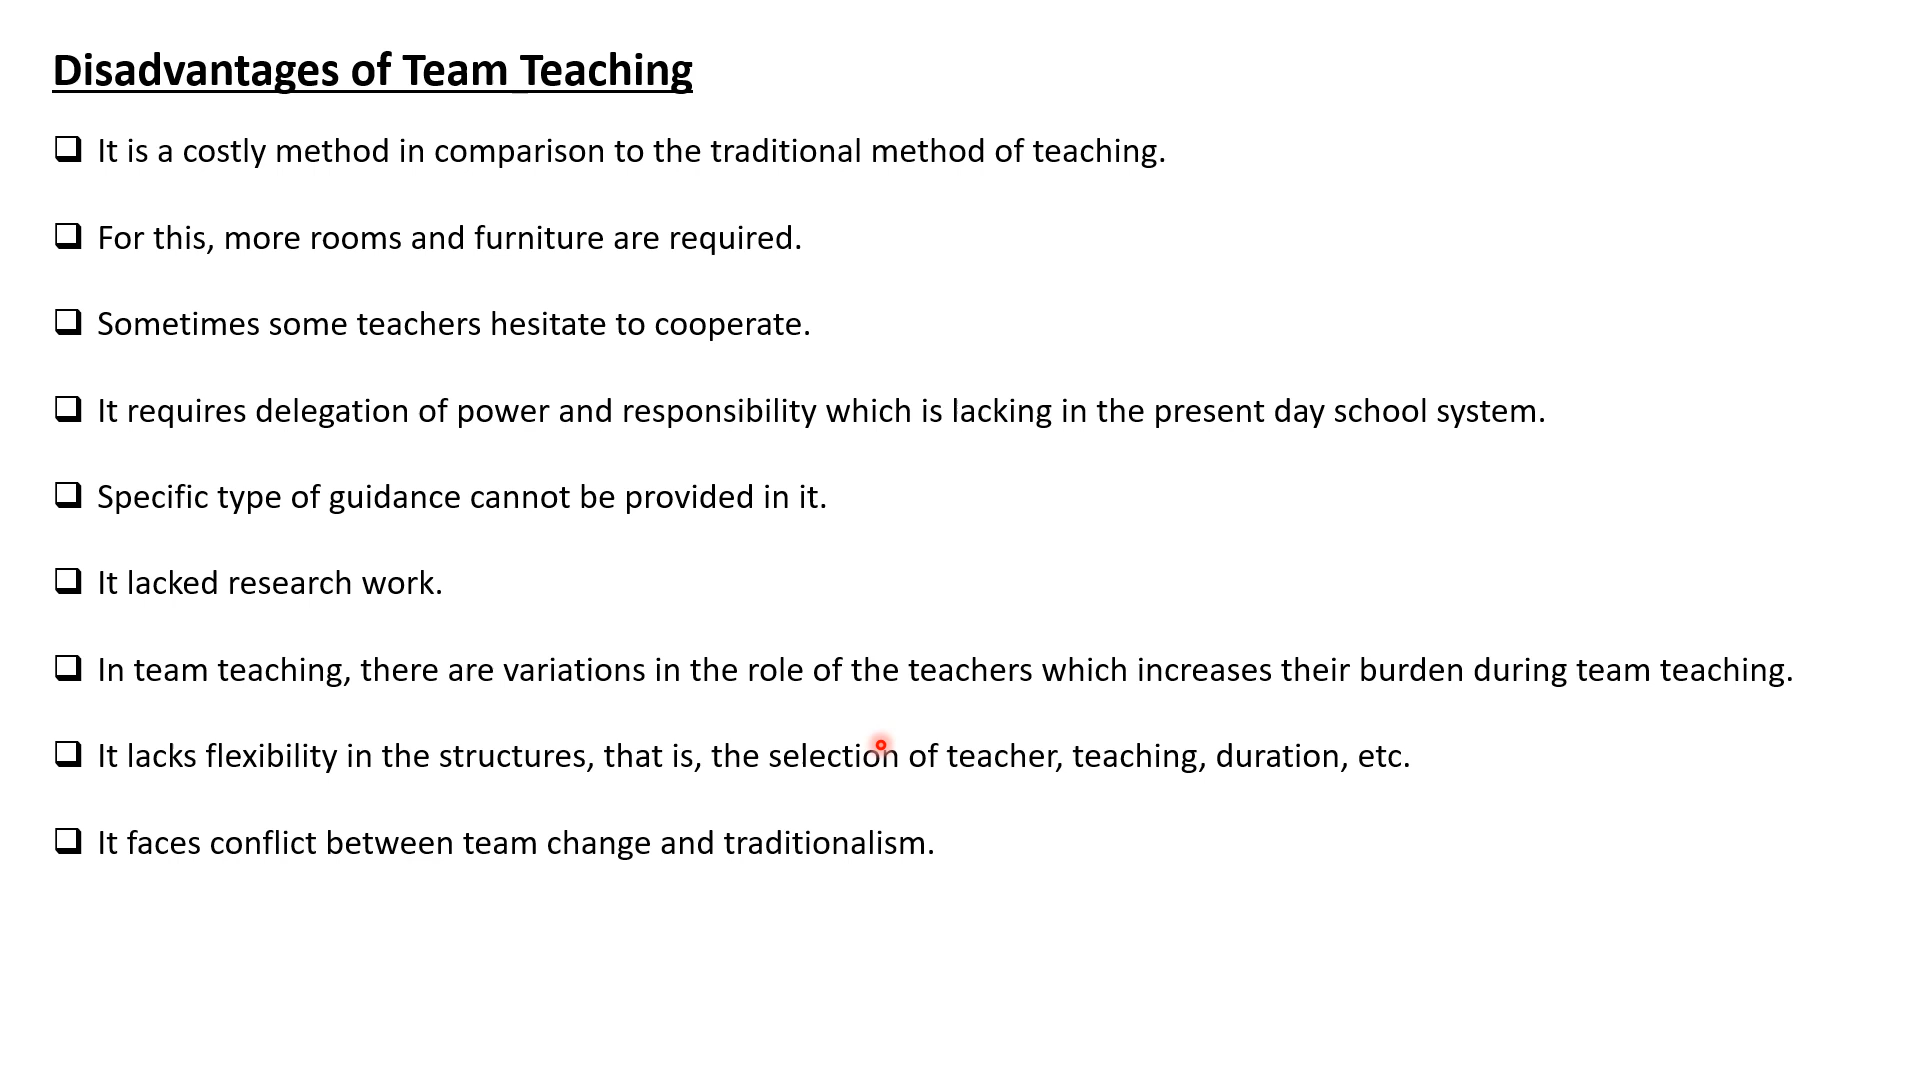 Disadvantages of Team Teaching
It is a costly method in comparison to the traditional method of teaching.
For this, more rooms and furniture are required.
Sometimes some teachers hesitate to cooperate.
It requires delegation of power and responsibility which is lacking in the present day school system.
Specific type of guidance cannot be provided in it.
It lacked research work.
In team teaching, there are variations in the role of the teachers which increases their burden during team teaching.
It lacks flexibility in the structures, that is, the selection of teacher, teaching, duration, etc.
It faces conflict between team change and traditionalism.